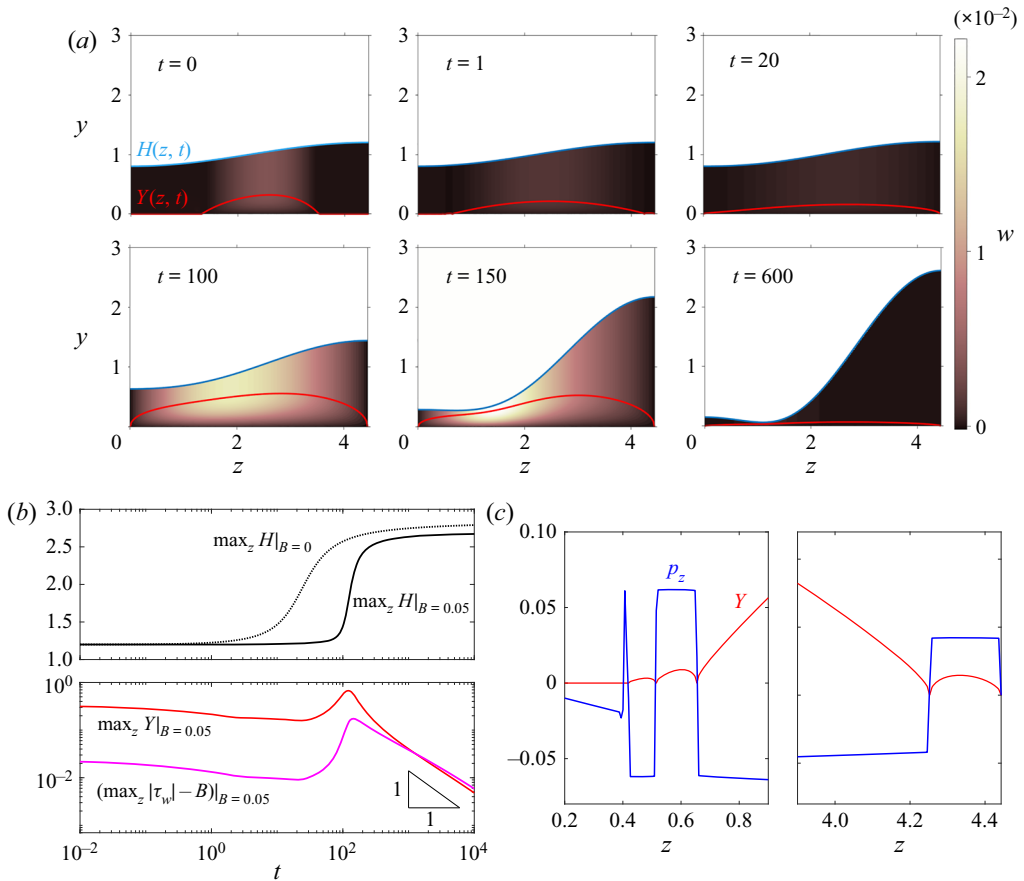 (a)
(×10⁻²)
t = 0
t = 1
t = 20
3
2
1
0
y
H(z, t)
Y(z, t)
3
2
1
0
3
2
1
0
2
1
0
w
t = 100
t = 150
t = 600
3
2
1
0
y
2
4
z
3
2
1
0
2
4
z
3
2
1
0
2
4
z
(b)
3.0
2.5
2.0
1.5
1.0
max_z H|_{B = 0}
max_z H|_{B = 0.05}
10⁰
10⁻²
max_z Y|_{B = 0.05}
(max_z |τ_w| − B)|_{B = 0.05}
1
1
10⁻²
10⁰
10²
10⁴
t
(c)
0.10
0.05
0
−0.05
p_z
Y
0.2
0.4
0.6
0.8
z
4.0
4.2
4.4
z